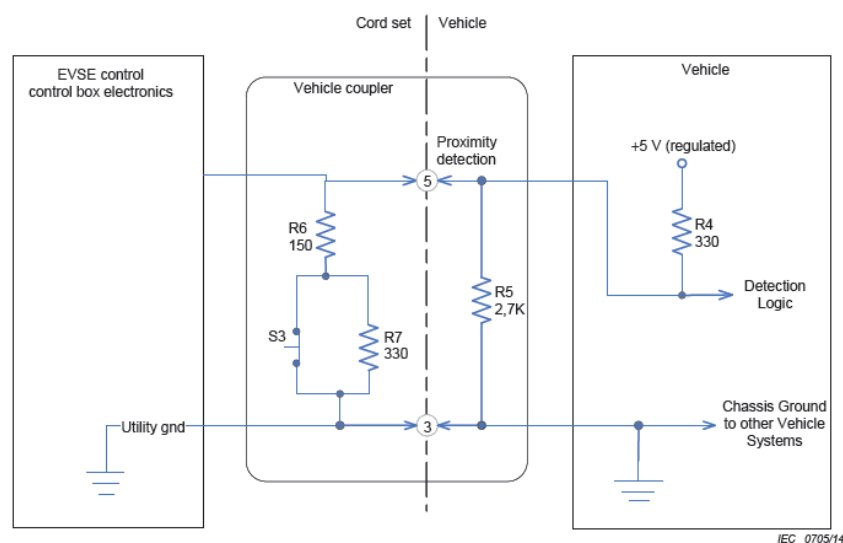 Cord set
Vehicle
EVSE control
control box electronics
Vehicle coupler
Vehicle
Proximity
detection
+5 V (regulated)
5
R6
150
R4
330
S3
R7
330
R5
2,7K
Detection
Logic
Utility gnd
3
Chassis Ground
to other Vehicle
Systems
IEC 0705/14